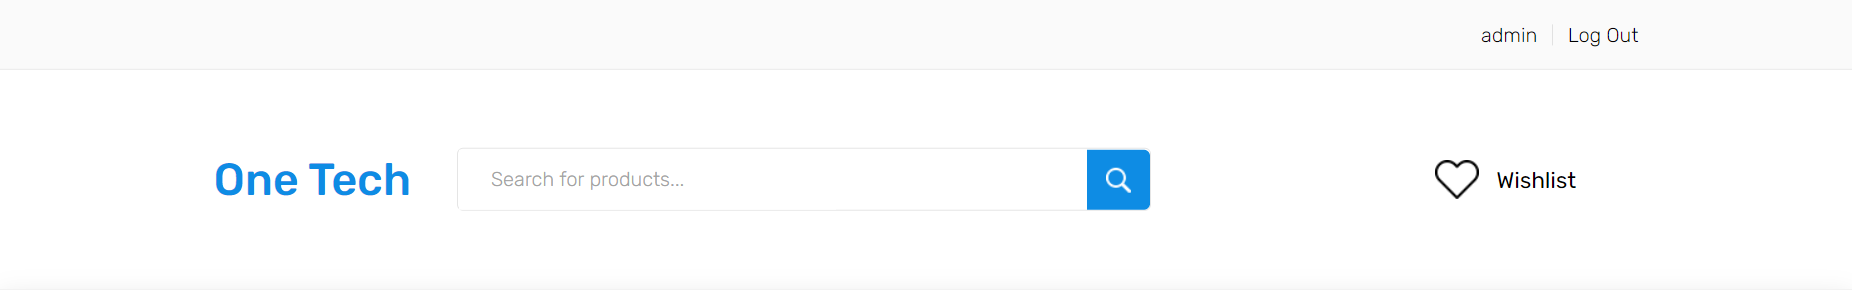 admin Log Out
One Tech Search for products... Wishlist